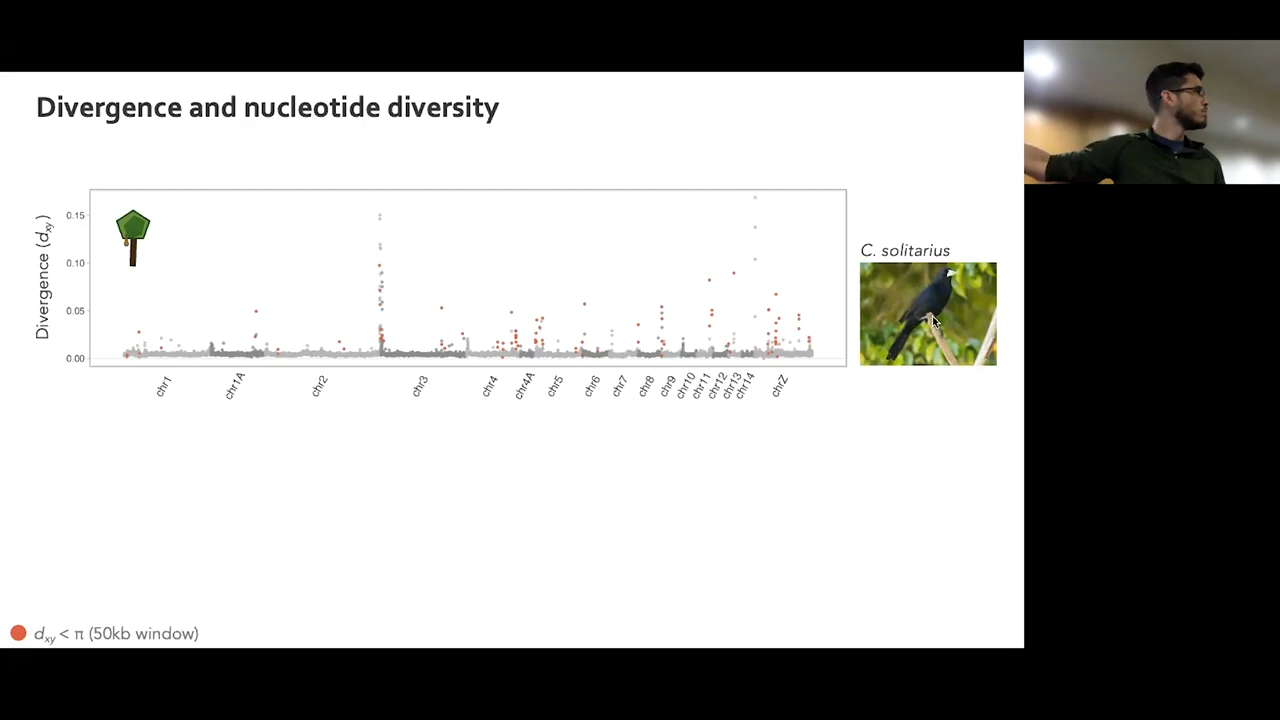 Divergence and nucleotide diversity
Divergence (dxy)
0.15
0.10
0.05
0.00
chr1
chr1A
chr2
chr3
chr4
chr4A
chr5
chr6
chr7
chr8
chr9
chr10
chr11
chr12
chr13
chr14
chrZ
C. solitarius
dxy < π (50kb window)